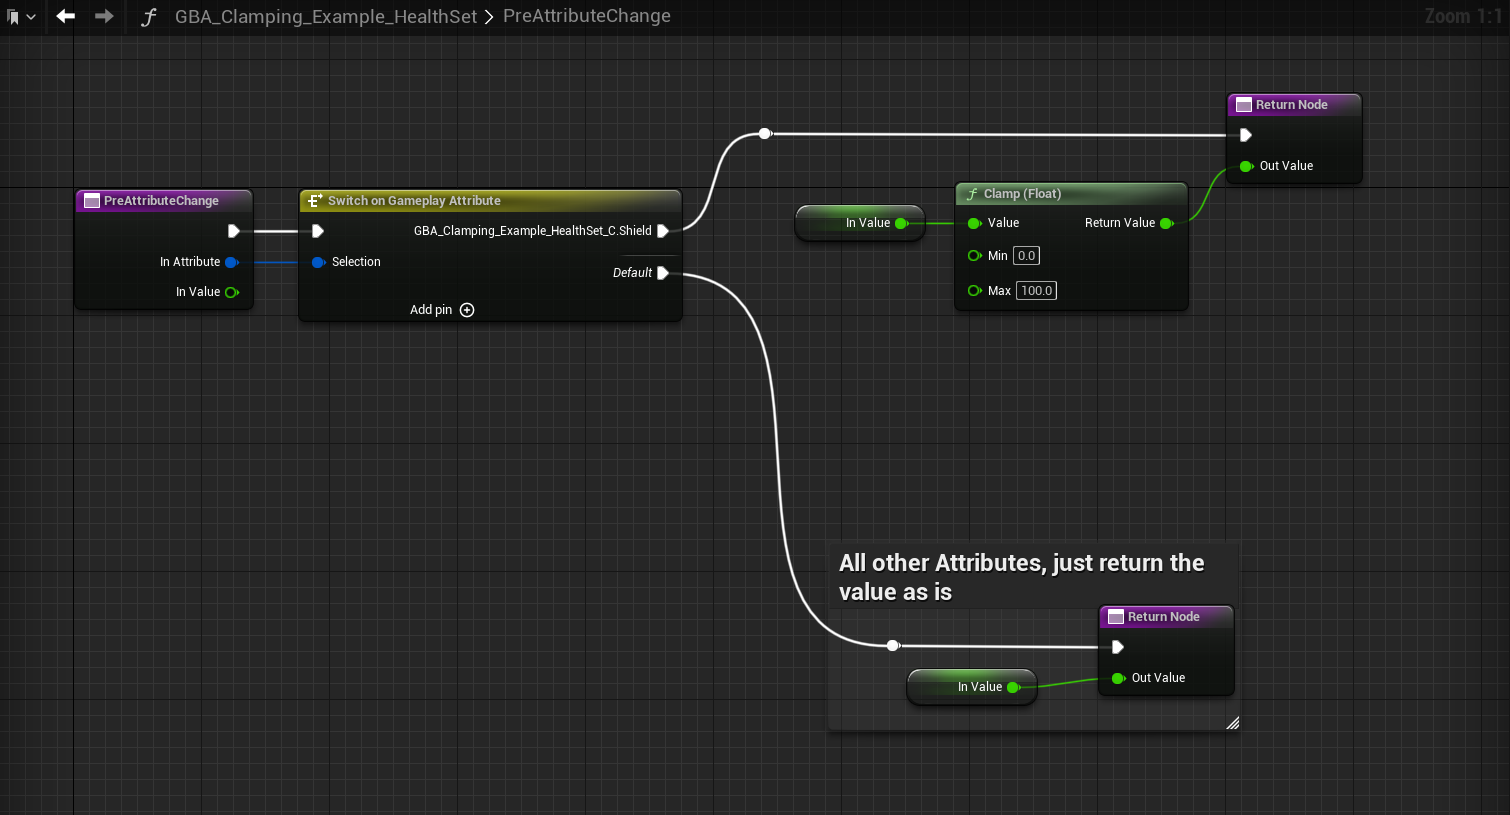 GBA_Clamping_Example_HealthSet > PreAttributeChange
Zoom 1:1
Return Node
Out Value
PreAttributeChange
In Attribute
In Value
Switch on Gameplay Attribute
GBA_Clamping_Example_HealthSet_C.Shield
Selection
Default
Add pin
In Value
Clamp (Float)
Value
Return Value
Min 0.0
Max 100.0
All other Attributes, just return the
value as is
Return Node
Out Value
In Value